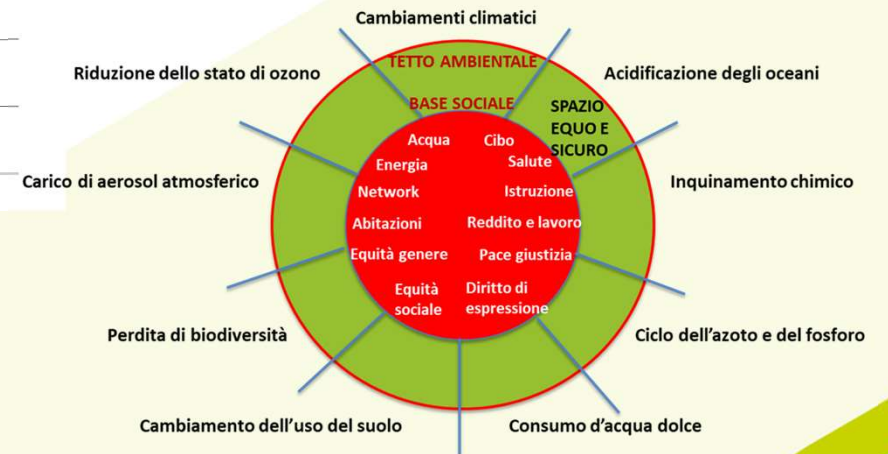 Cambiamenti climatici
TETTO AMBIENTALE
Riduzione dello stato di ozono
Acidificazione degli oceani
BASE SOCIALE
SPAZIO
EQUO E
SICURO
Acqua
Cibo
Energia
Salute
Carico di aerosol atmosferico
Network
Istruzione
Inquinamento chimico
Abitazioni
Reddito e lavoro
Equità genere
Pace giustizia
Equità
sociale
Diritto di
espressione
Perdita di biodiversità
Ciclo dell’azoto e del fosforo
Cambiamento dell’uso del suolo
Consumo d’acqua dolce